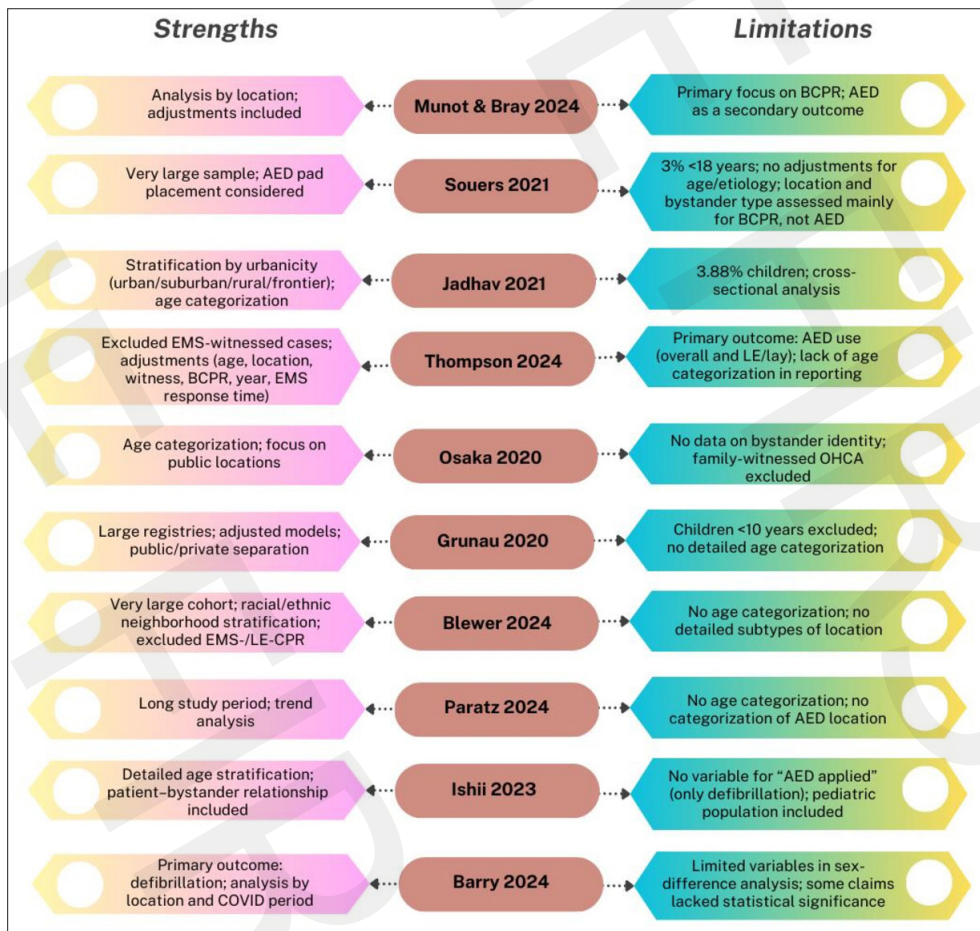 Strengths
Limitations
Analysis by location;
adjustments included
Munot & Bray 2024
Primary focus on BCPR; AED
as a secondary outcome
Very large sample; AED pad
placement considered
Souers 2021
3% <18 years; no adjustments for
age/etiology; location and
bystander type assessed mainly
for BCPR, not AED
Stratification by urbanicity
(urban/suburban/rural/frontier);
age categorization
Jadhav 2021
3.88% children; cross-
sectional analysis
Excluded EMS-witnessed cases;
adjustments (age, location,
witness, BCPR, year, EMS
response time)
Thompson 2024
Primary outcome: AED use
(overall and LE/lay); lack of age
categorization in reporting
Age categorization; focus on
public locations
Osaka 2020
No data on bystander identity;
family-witnessed OHCA
excluded
Large registries; adjusted models;
public/private separation
Grunau 2020
Children <10 years excluded;
no detailed age categorization
Very large cohort; racial/ethnic
neighborhood stratification;
excluded EMS-/LE-CPR
Blewer 2024
No age categorization; no
detailed subtypes of location
Long study period; trend
analysis
Paratz 2024
No age categorization; no
categorization of AED location
Detailed age stratification;
patient–bystander relationship
included
Ishii 2023
No variable for “AED applied”
(only defibrillation); pediatric
population included
Primary outcome:
defibrillation; analysis by
location and COVID period
Barry 2024
Limited variables in sex-
difference analysis; some claims
lacked statistical significance